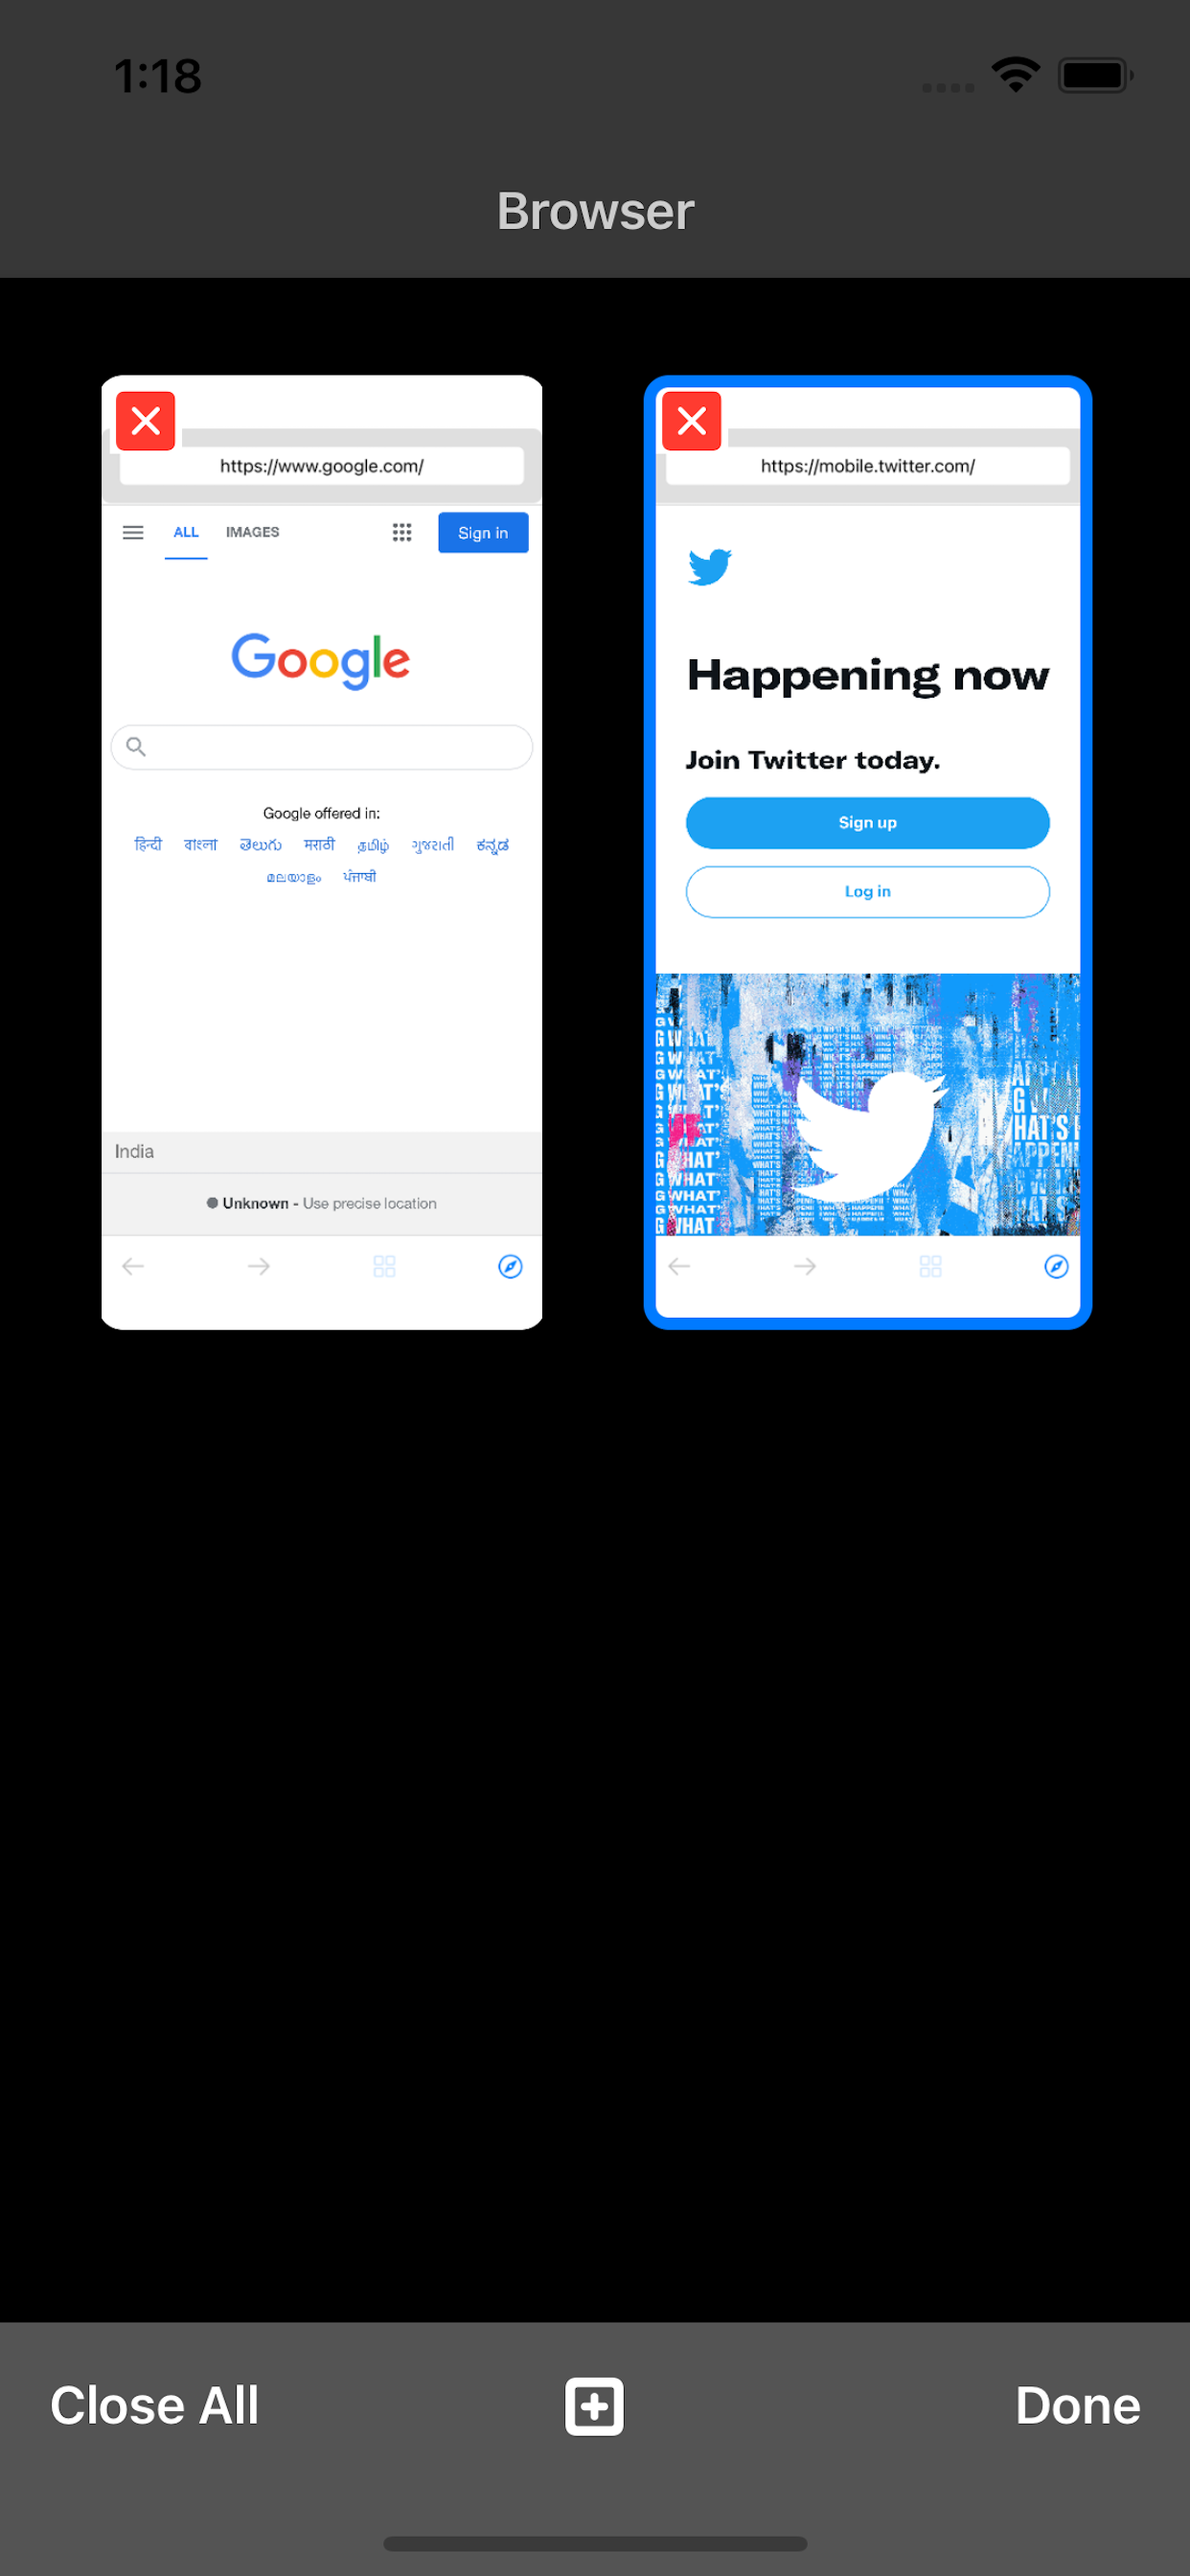 1:18
Browser
https://www.google.com/
ALL IMAGES Sign in
Google
Google offered in:
हिन्दी বাংলা తెలుగు मराठी தமிழ் ગુજરાતી ಕನ್ನಡ
മലയാളം ਪੰਜਾਬੀ
India
Unknown - Use precise location
https://mobile.twitter.com/
Happening now
Join Twitter today.
Sign up
Log in
Close All
Done